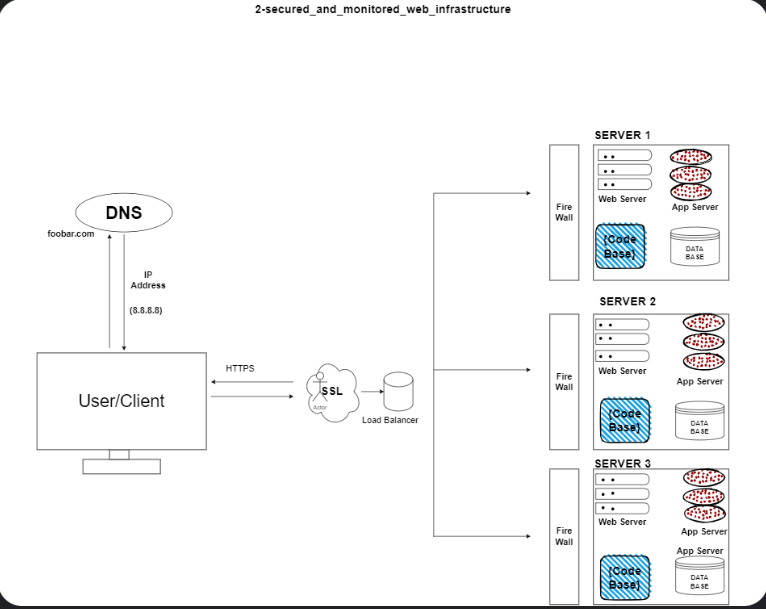 2-secured_and_monitored_web_infrastructure
DNS
foobar.com
IP
Address
(8.8.8.8)
User/Client
HTTPS
SSL
Actor
Load Balancer
SERVER 1
Fire
Wall
Web Server
App Server
{Code
Base}
DATA
BASE
SERVER 2
Fire
Wall
Web Server
App Server
{Code
Base}
DATA
BASE
SERVER 3
Fire
Wall
Web Server
App Server
App Server
{Code
Base}
DATA
BASE